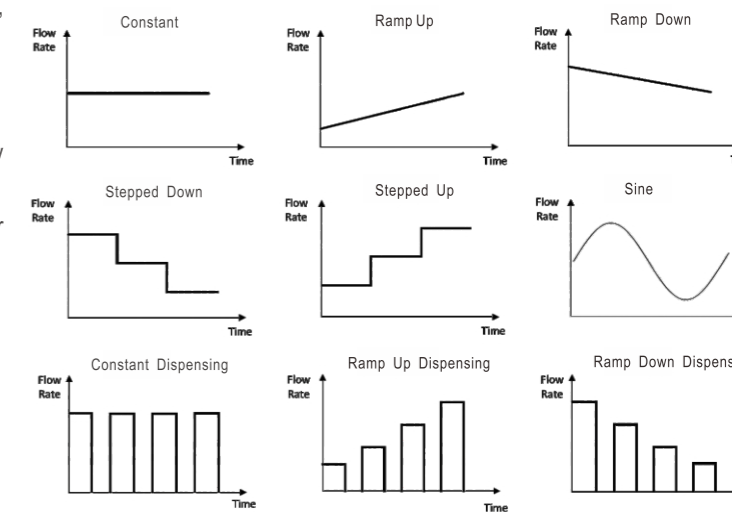 Constant
Flow
Rate
Time
Ramp Up
Flow
Rate
Time
Ramp Down
Flow
Rate
Stepped Down
Flow
Rate
Time
Stepped Up
Flow
Rate
Time
Sine
Flow
Rate
Constant Dispensing
Flow
Rate
Time
Ramp Up Dispensing
Flow
Rate
Time
Ramp Down Dispens
Flow
Rate